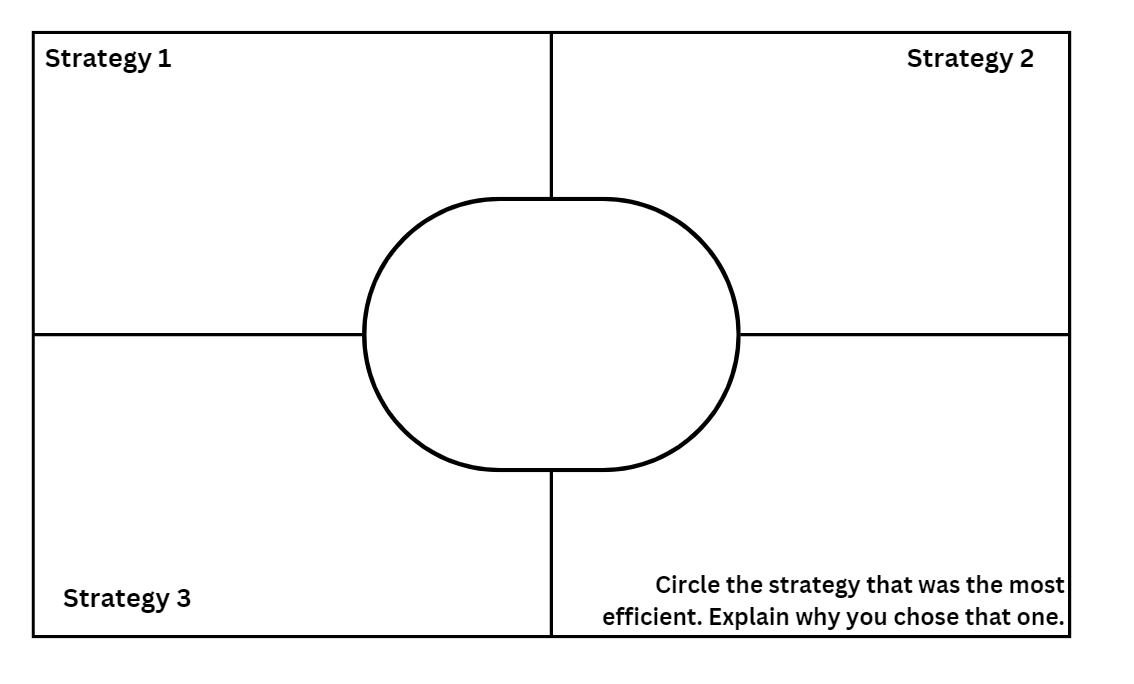 Strategy 1
Strategy 2
Strategy 3
Circle the strategy that was the most
efficient. Explain why you chose that one.